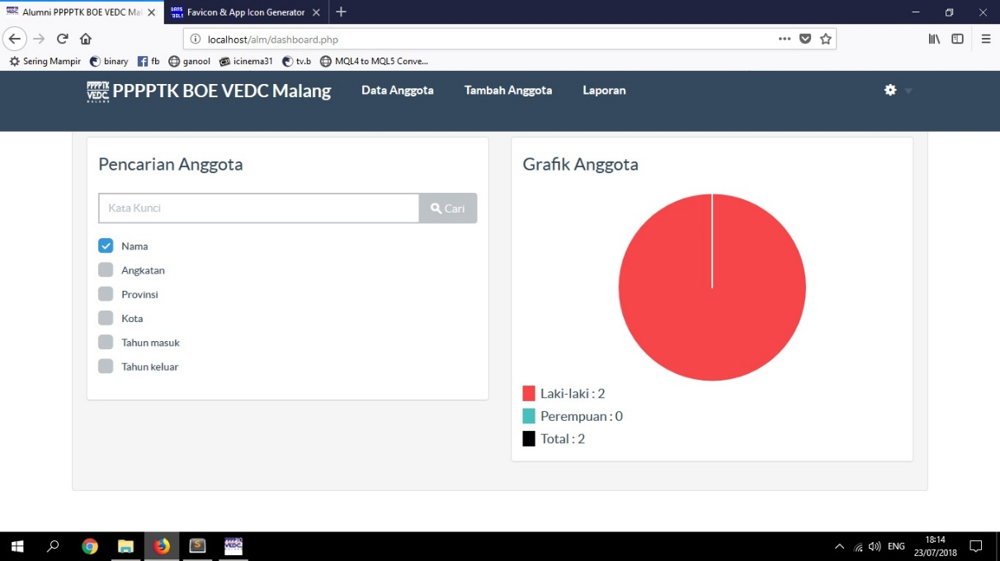 Alumni PPPPTK BOE VEDC Mal
Favicon & App Icon Generator
localhost/alm/dashboard.php
Sering Mampir binary fb ganool icinema31 tv.b MQL4 to MQL5 Conve...
PPPPTK VEDC MALANG PPPPTK BOE VEDC Malang Data Anggota Tambah Anggota Laporan
Pencarian Anggota
Kata Kunci Cari
Nama
Angkatan
Provinsi
Kota
Tahun masuk
Tahun keluar
Grafik Anggota
Laki-laki : 2
Perempuan : 0
Total : 2
ENG
18:14
23/07/2018